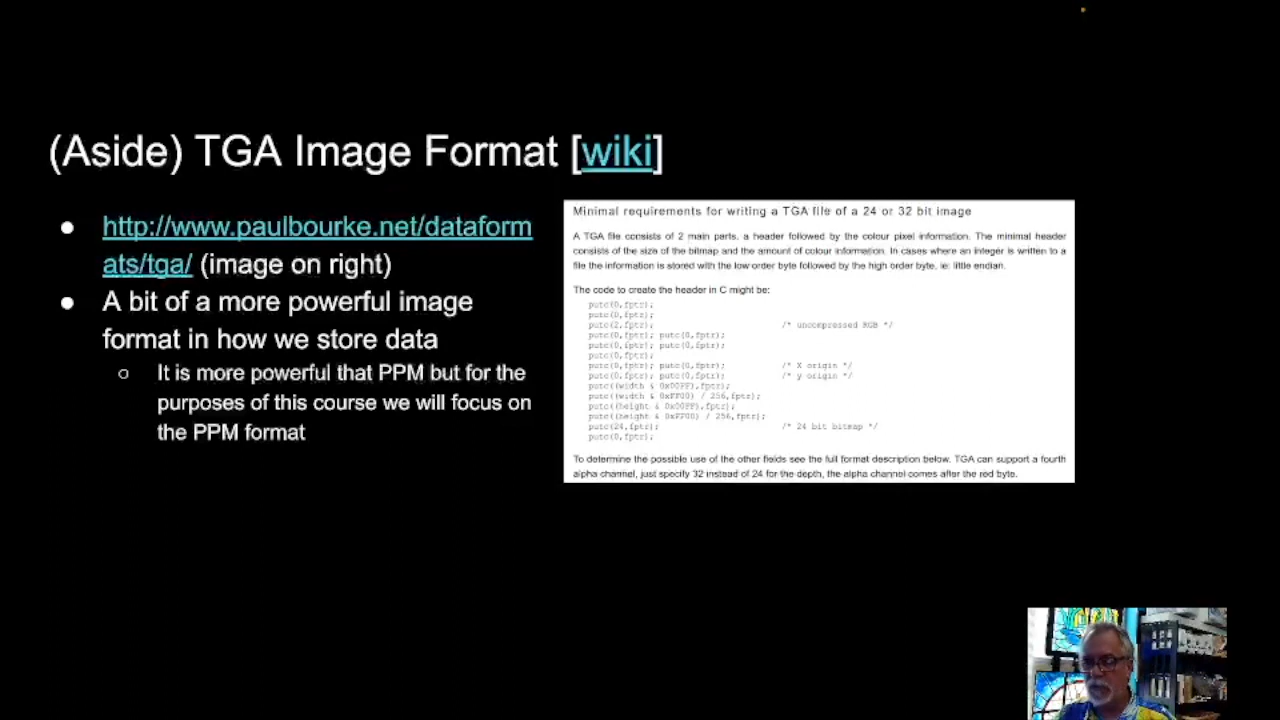 (Aside) TGA Image Format [wiki]
http://www.paulbourke.net/dataform
ats/tga/ (image on right)
A bit of a more powerful image
format in how we store data
It is more powerful that PPM but for the
purposes of this course we will focus on
the PPM format
Minimal requirements for writing a TGA file of a 24 or 32 bit image
A TGA file consists of 2 main parts, a header followed by the colour pixel information. The minimal header
consists of the size of the bitmap and the amount of colour information. In cases where an integer is written to a
file the information is stored with the low order byte followed by the high order byte, ie: little endian.
The code to create the header in C might be:
putc(0,fptr);
putc(0,fptr);
putc(2,fptr); /* uncompressed RGB */
putc(0,fptr); putc(0,fptr);
putc(0,fptr); putc(0,fptr);
putc(0,fptr);
putc(0,fptr); putc(0,fptr); /* X origin */
putc(0,fptr); putc(0,fptr); /* y origin */
putc((width & 0x00FF),fptr);
putc((width & 0xFF00) / 256,fptr);
putc((height & 0x00FF),fptr);
putc((height & 0xFF00) / 256,fptr);
putc(24,fptr); /* 24 bit bitmap */
putc(0,fptr);
To determine the possible use of the other fields see the full format description below. TGA can support a fourth
alpha channel, just specify 32 instead of 24 for the depth, the alpha channel comes after the red byte.